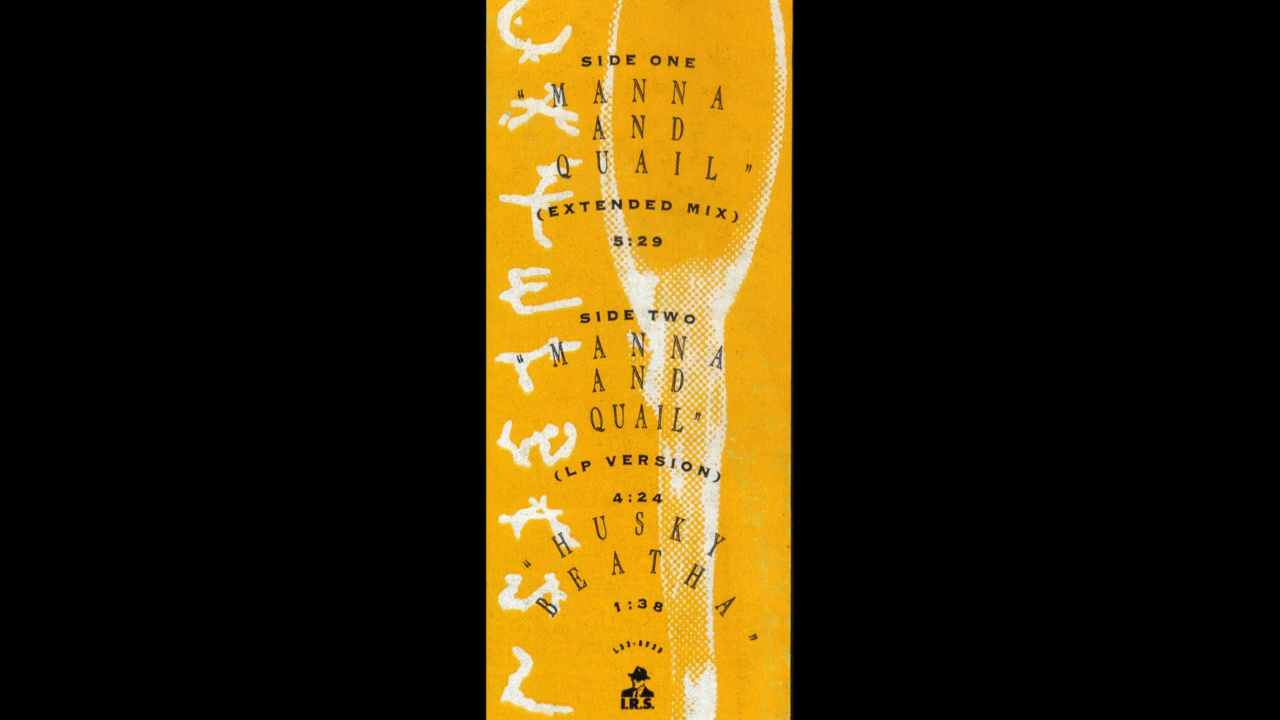 SIDE ONE
"MANNA
AND
QUAIL"
(EXTENDED MIX)
5:29
SIDE TWO
"MANNA
AND
QUAIL"
(LP VERSION)
4:24
"HUSKY
BEATHA"
1:38
I.R.S.